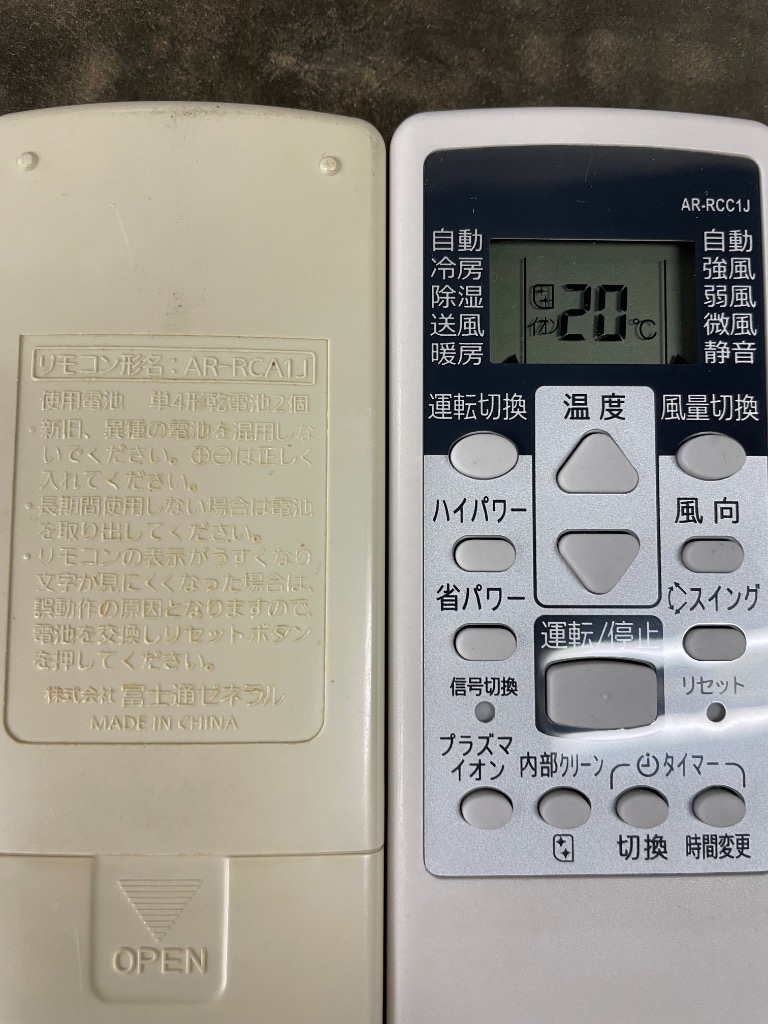 リモコン形名：AR-RCA1J
使用電池 単4形乾電池2個
・新旧、異種の電池を混用しな
いでください。⊕⊖は正しく
入れてください。
・長期間使用しない場合は電池
を取り出してください。
・リモコンの表示がうすくなり
文字が見にくくなった場合は、
誤動作の原因となりますので、
電池を交換しリセットボタン
を押してください。
株式会社 富士通ゼネラル
MADE IN CHINA
OPEN
AR-RCC1J
自動
冷房
除湿
送風
暖房
イオン 20℃
自動
強風
弱風
微風
静音
運転切換
温度
風量切換
ハイパワー
風向
省パワー
スイング
運転/停止
信号切換
リセット
プラズマ
イオン
内部クリーン
タイマー
切換
時間変更